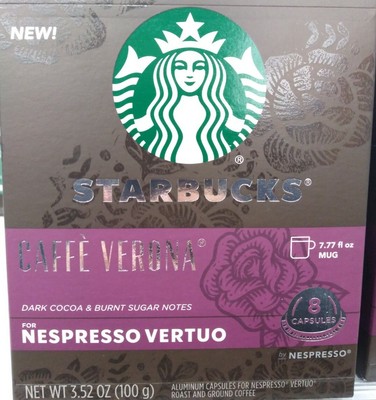 NEW!
®
STARBUCKS®
CAFFÈ VERONA®
7.77 fl oz
MUG
DARK COCOA & BURNT SUGAR NOTES
8
CAPSULES
FOR
NESPRESSO VERTUO
for NESPRESSO®
NET WT 3.52 OZ (100 g)
ALUMINUM CAPSULES FOR NESPRESSO® VERTUO®
ROAST AND GROUND COFFEE